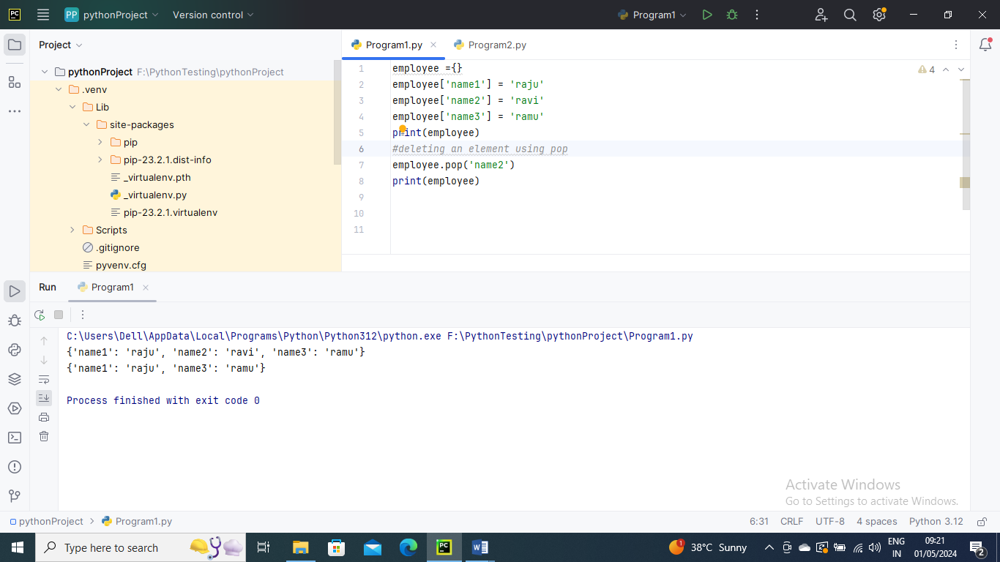 PC PP pythonProject Version control Program1
Project
pythonProject F:\PythonTesting\pythonProject
.venv
Lib
site-packages
pip
pip-23.2.1.dist-info
_virtualenv.pth
_virtualenv.py
pip-23.2.1.virtualenv
Scripts
.gitignore
pyvenv.cfg
Program1.py Program2.py
4
1 employee ={}
2 employee['name1'] = 'raju'
3 employee['name2'] = 'ravi'
4 employee['name3'] = 'ramu'
5 print(employee)
6 #deleting an element using pop
7 employee.pop('name2')
8 print(employee)
9
10
11
Run Program1
C:\Users\Dell\AppData\Local\Programs\Python\Python312\python.exe F:\PythonTesting\pythonProject\Program1.py
{'name1': 'raju', 'name2': 'ravi', 'name3': 'ramu'}
{'name1': 'raju', 'name3': 'ramu'}
Process finished with exit code 0
Activate Windows
Go to Settings to activate Windows.
pythonProject > Program1.py 6:31 CRLF UTF-8 4 spaces Python 3.12
Type here to search PC W 1 38°C Sunny ENG IN 09:21 01/05/2024 2